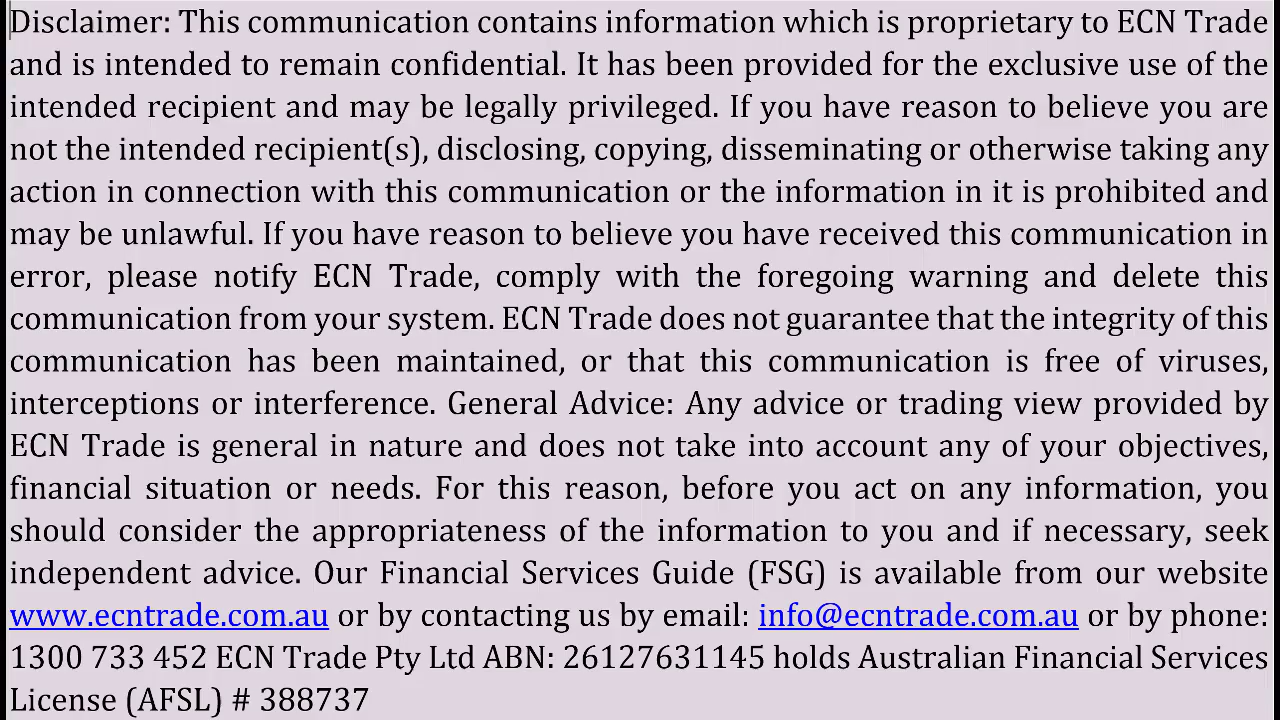 Disclaimer: This communication contains information which is proprietary to ECN Trade
and is intended to remain confidential. It has been provided for the exclusive use of the
intended recipient and may be legally privileged. If you have reason to believe you are
not the intended recipient(s), disclosing, copying, disseminating or otherwise taking any
action in connection with this communication or the information in it is prohibited and
may be unlawful. If you have reason to believe you have received this communication in
error, please notify ECN Trade, comply with the foregoing warning and delete this
communication from your system. ECN Trade does not guarantee that the integrity of this
communication has been maintained, or that this communication is free of viruses,
interceptions or interference. General Advice: Any advice or trading view provided by
ECN Trade is general in nature and does not take into account any of your objectives,
financial situation or needs. For this reason, before you act on any information, you
should consider the appropriateness of the information to you and if necessary, seek
independent advice. Our Financial Services Guide (FSG) is available from our website
www.ecntrade.com.au or by contacting us by email: info@ecntrade.com.au or by phone:
1300 733 452 ECN Trade Pty Ltd ABN: 26127631145 holds Australian Financial Services
License (AFSL) # 388737